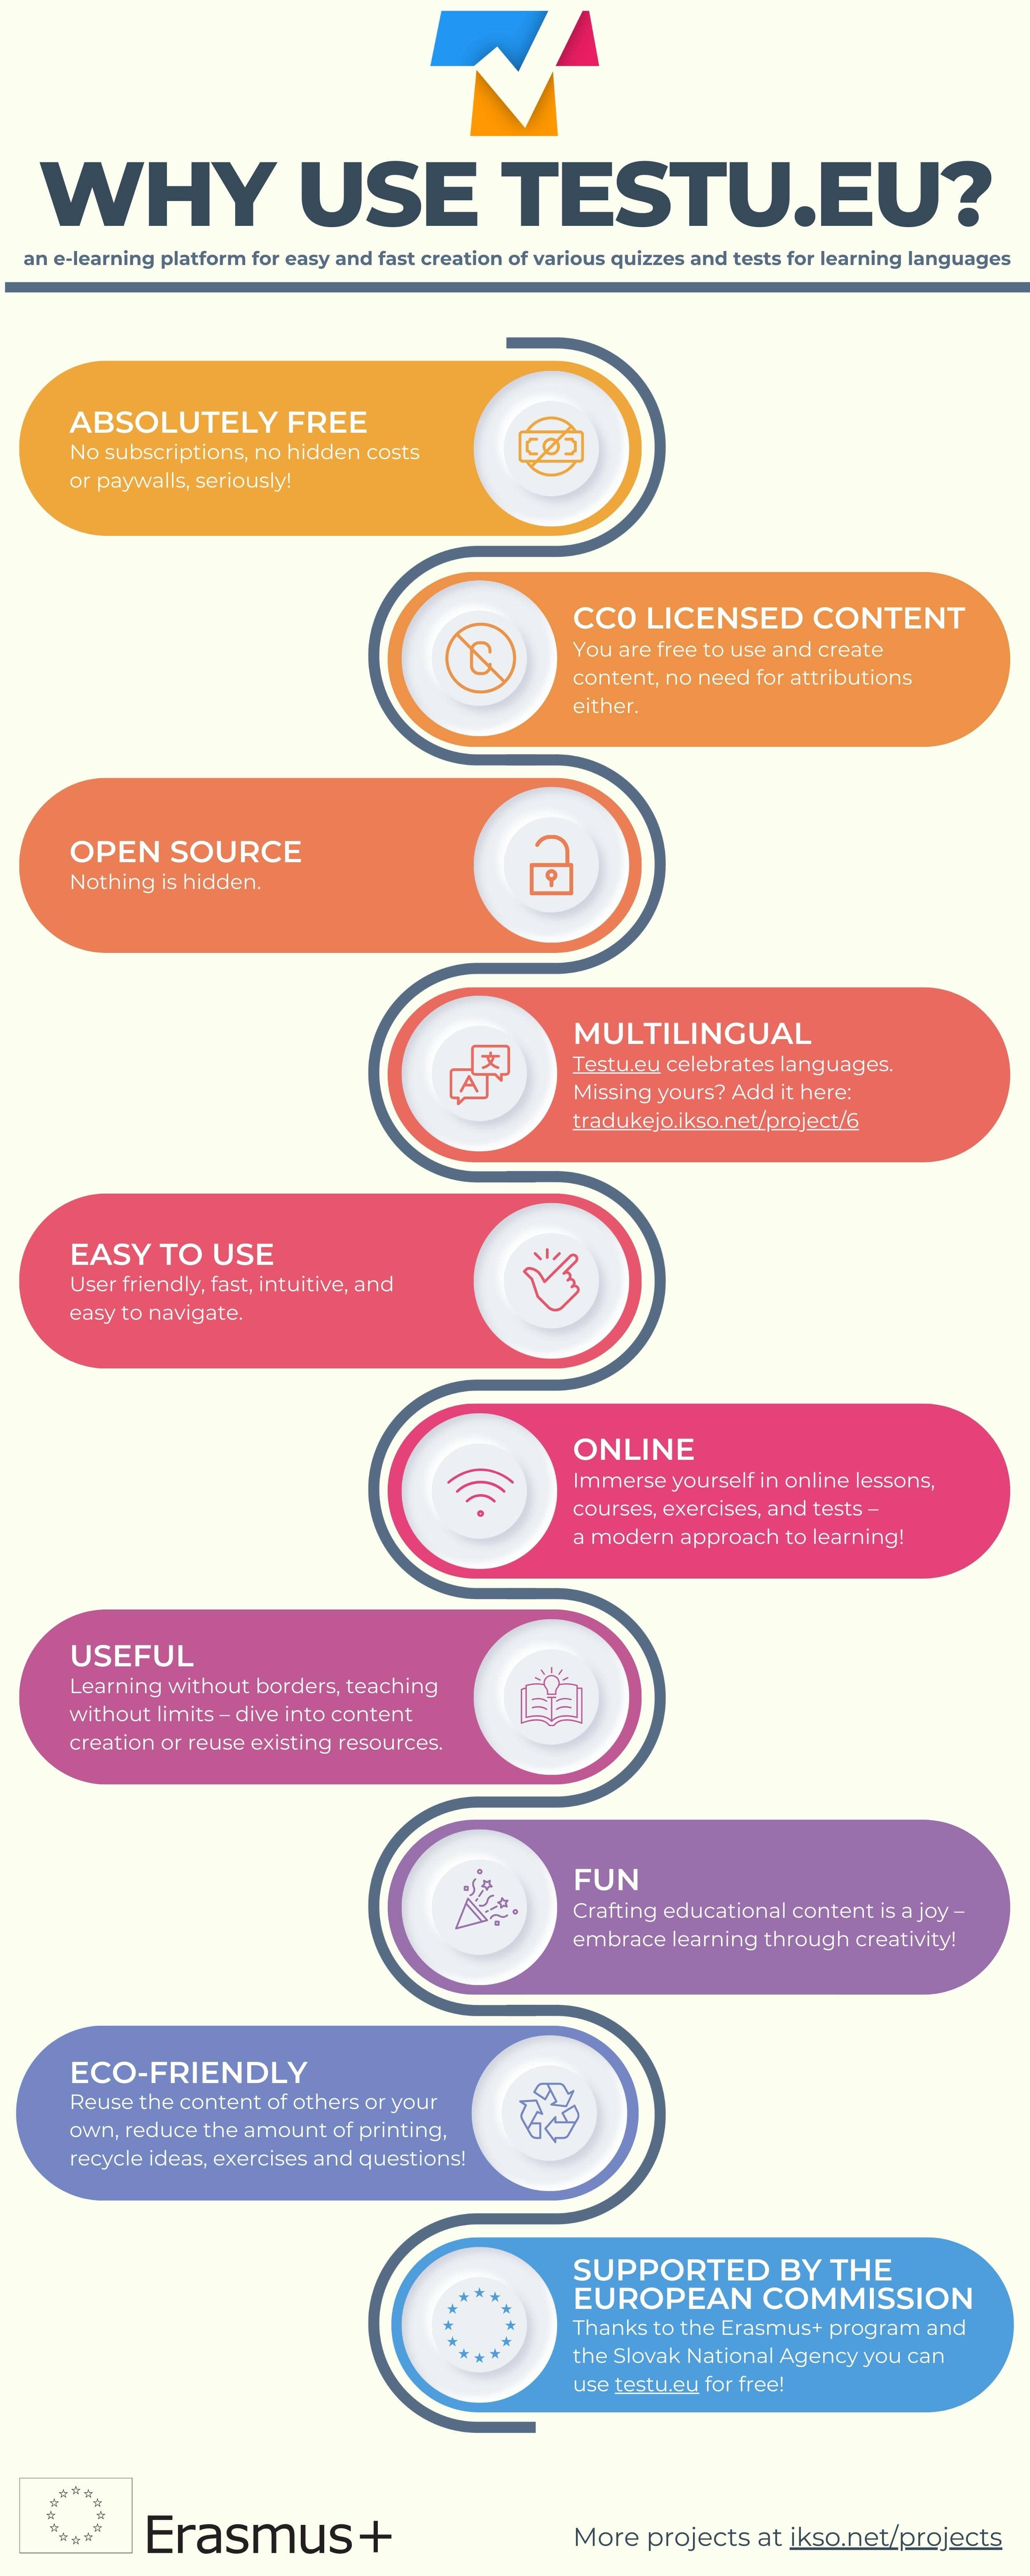 WHY USE TESTU.EU?
an e-learning platform for easy and fast creation of various quizzes and tests for learning languages
ABSOLUTELY FREE
No subscriptions, no hidden costs
or paywalls, seriously!
CC0 LICENSED CONTENT
You are free to use and create
content, no need for attributions
either.
OPEN SOURCE
Nothing is hidden.
MULTILINGUAL
Testu.eu celebrates languages.
Missing yours? Add it here:
tradukejo.ikso.net/project/6
EASY TO USE
User friendly, fast, intuitive, and
easy to navigate.
ONLINE
Immerse yourself in online lessons,
courses, exercises, and tests –
a modern approach to learning!
USEFUL
Learning without borders, teaching
without limits – dive into content
creation or reuse existing resources.
FUN
Crafting educational content is a joy –
embrace learning through creativity!
ECO-FRIENDLY
Reuse the content of others or your
own, reduce the amount of printing,
recycle ideas, exercises and questions!
SUPPORTED BY THE
EUROPEAN COMMISSION
Thanks to the Erasmus+ program and
the Slovak National Agency you can
use testu.eu for free!
Erasmus+
More projects at ikso.net/projects